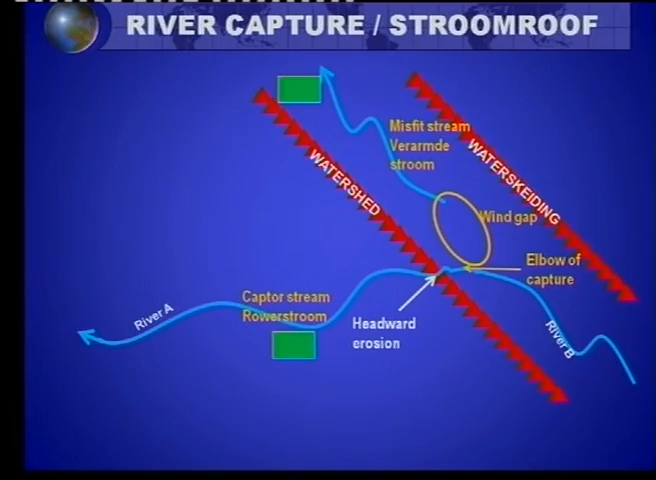 RIVER CAPTURE / STROOMROOF
Misfit stream
Verarmde
stroom
WATERSKEIDING
WATERSHED
Wind gap
Elbow of
capture
Captor stream
Rowerstroom
River A
Headward
erosion
River B